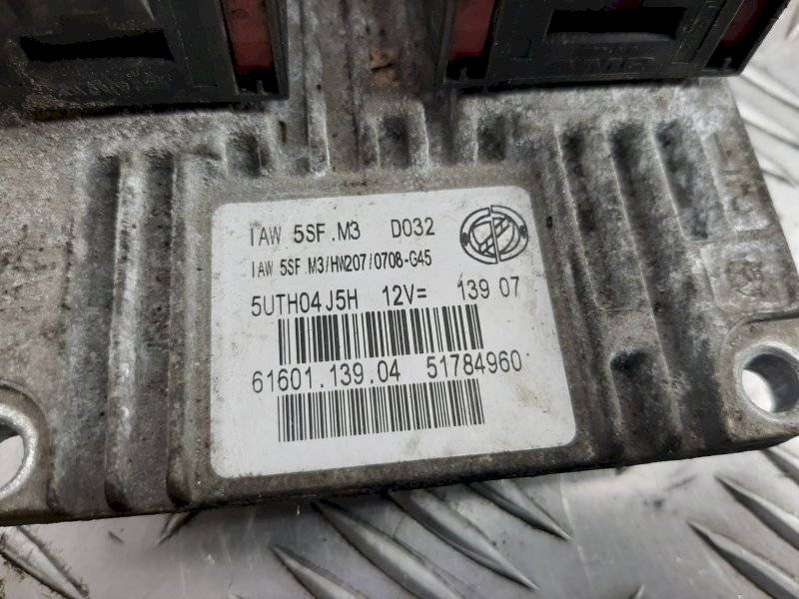 IAW 5SF.M3 D032
IAW 5SF.M3/HW207/0708-G45
5UTH04J5H 12V= 139 07
61601.139.04 51784960